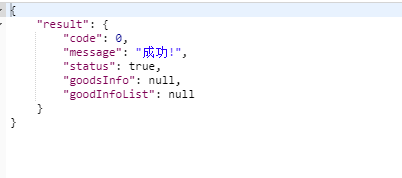 {
"result": {
"code": 0,
"message": "成功!",
"status": true,
"goodsInfo": null,
"goodInfoList": null
}
}